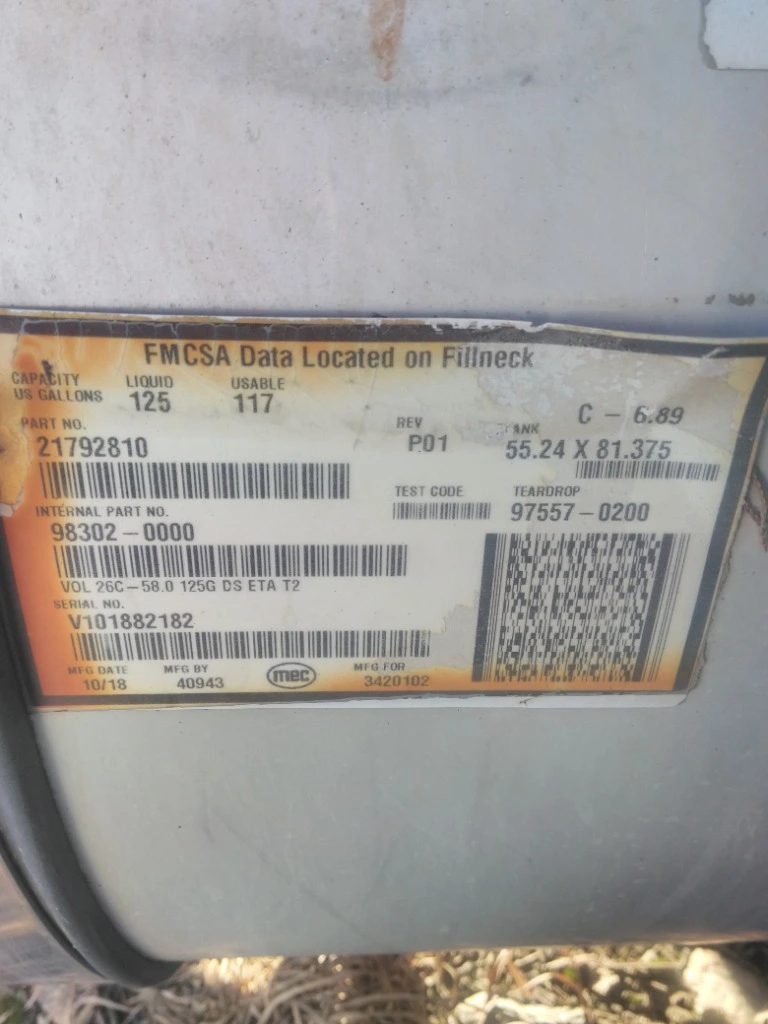 FMCSA Data Located on Fillneck
CAPACITY US GALLONS
LIQUID 125
USABLE 117
C - 6.89
PART NO.
21792810
REV
P01
55.24 X 81.375
INTERNAL PART NO.
98302-0000
TEST CODE
TEARDROP
97557-0200
VOL 26C-58.0 125G DS ETA T2
SERIAL NO.
V101882182
MFG DATE
10/18
MFG BY
40943
mec
MFG FOR
3420102